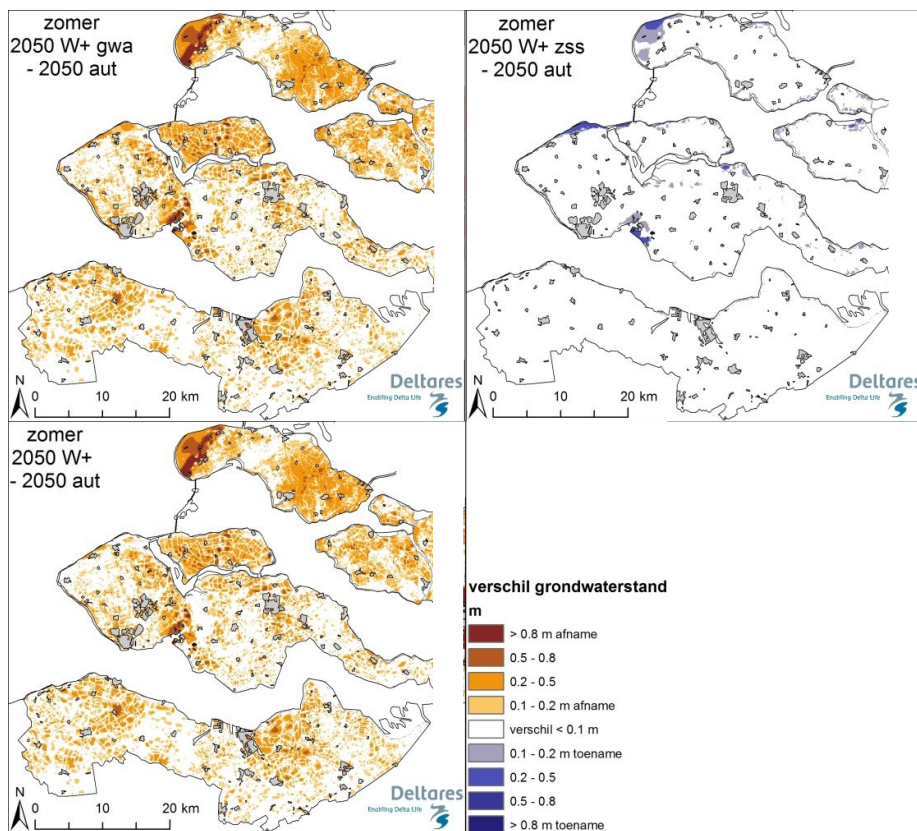 zomer
2050 W+ gwa
- 2050 aut
N
0 10 20 km
Deltares
Enabling Delta Life
zomer
2050 W+ zss
- 2050 aut
N
0 10 20 km
Deltares
Enabling Delta Life
zomer
2050 W+
- 2050 aut
N
0 10 20 km
Deltares
Enabling Delta Life
verschil grondwaterstand
m
> 0.8 m afname
0.5 - 0.8
0.2 - 0.5
0.1 - 0.2 m afname
verschil < 0.1 m
0.1 - 0.2 m toename
0.2 - 0.5
0.5 - 0.8
> 0.8 m toename